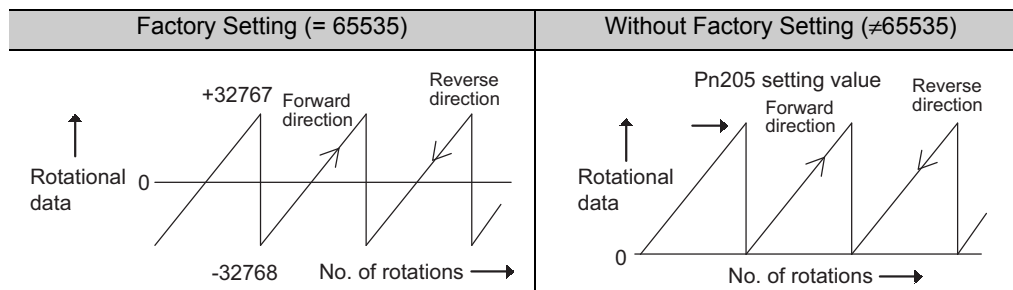 Factory Setting (= 65535)
Without Factory Setting (≠65535)
+32767
Forward
direction
Reverse
direction
Rotational
data
0
-32768
No. of rotations
Pn205 setting value
Forward
direction
Reverse
direction
Rotational
data
0
No. of rotations